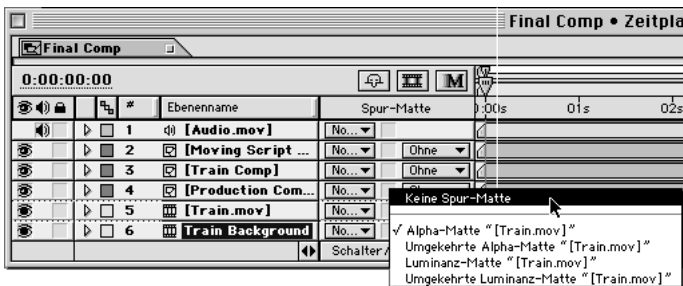 Final Comp • Zeitpla
Final Comp
0:00:00:00 M
# Ebenenname Spur-Matte 0:00s 01s 02s
1 [Audio.mov] No...
2 [Moving Script ... No... Ohne
3 [Train Comp] No... Ohne
4 [Production Com... No...
5 [Train.mov] No...
6 Train Background No...
Schalter
Keine Spur-Matte
√ Alpha-Matte “[Train.mov]”
Umgekehrte Alpha-Matte “[Train.mov]”
Luminanz-Matte “[Train.mov]”
Umgekehrte Luminanz-Matte “[Train.mov]”